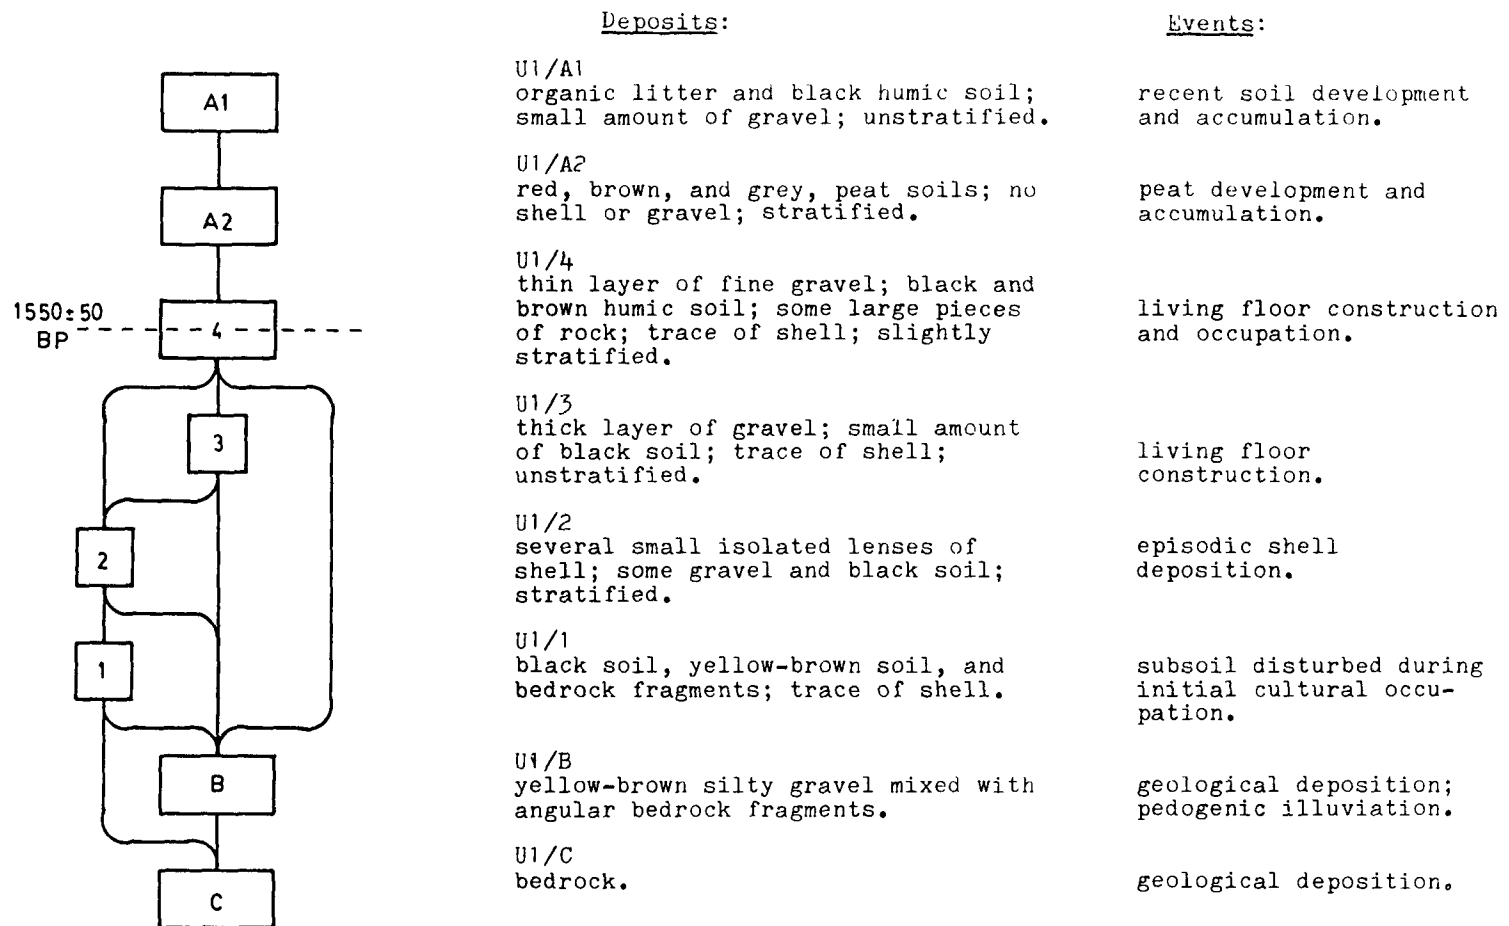 Deposits:
Events:
A1
U1/A1
organic litter and black humic soil;
small amount of gravel; unstratified.
recent soil development
and accumulation.
A2
U1/A2
red, brown, and grey, peat soils; no
shell or gravel; stratified.
peat development and
accumulation.
1550±50
BP
4
U1/4
thin layer of fine gravel; black and
brown humic soil; some large pieces
of rock; trace of shell; slightly
stratified.
living floor construction
and occupation.
3
U1/3
thick layer of gravel; small amount
of black soil; trace of shell;
unstratified.
living floor
construction.
2
U1/2
several small isolated lenses of
shell; some gravel and black soil;
stratified.
episodic shell
deposition.
1
U1/1
black soil, yellow-brown soil, and
bedrock fragments; trace of shell.
subsoil disturbed during
initial cultural occu-
pation.
B
U1/B
yellow-brown silty gravel mixed with
angular bedrock fragments.
geological deposition;
pedogenic illuviation.
C
U1/C
bedrock.
geological deposition.